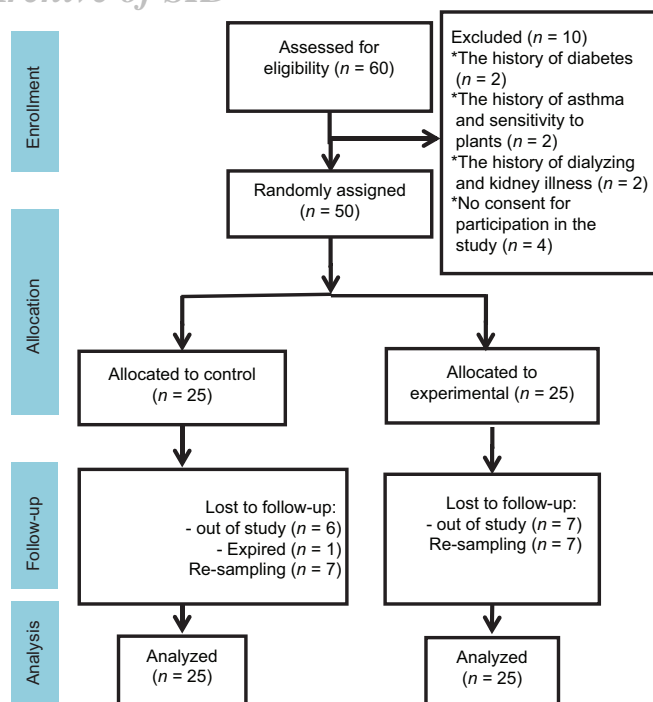 Archive of SID
Enrollment
Assessed for
eligibility (n = 60)
Excluded (n = 10)
*The history of diabetes
(n = 2)
*The history of asthma
and sensitivity to
plants (n = 2)
*The history of dialyzing
and kidney illness (n = 2)
*No consent for
participation in the
study (n = 4)
Randomly assigned
(n = 50)
Allocation
Allocated to control
(n = 25)
Allocated to
experimental (n = 25)
Follow-up
Lost to follow-up:
- out of study (n = 6)
- Expired (n = 1)
Re-sampling (n = 7)
Lost to follow-up:
- out of study (n = 7)
Re-sampling (n = 7)
Analysis
Analyzed
(n = 25)
Analyzed
(n = 25)